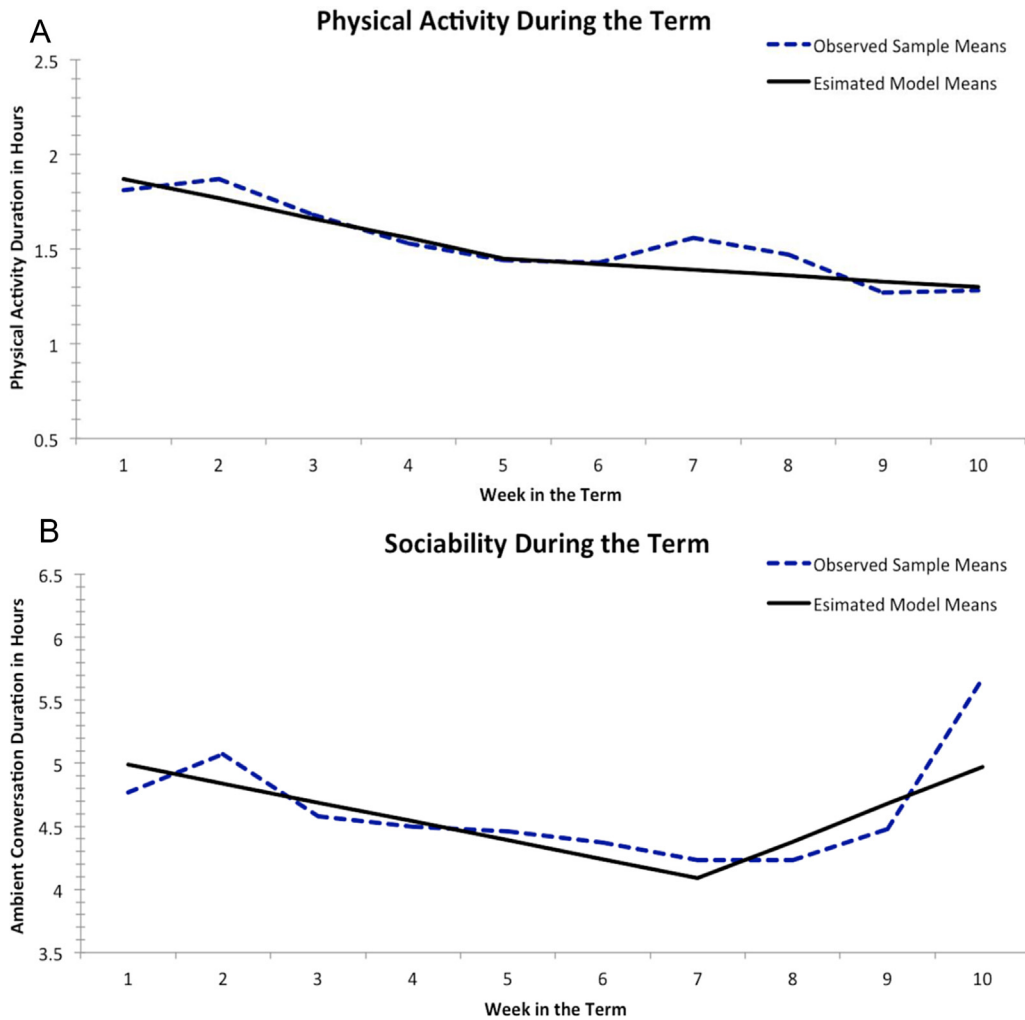 A
Physical Activity During the Term
Observed Sample Means
Esimated Model Means
Physical Activity Duration in Hours
2.5
2
1.5
1
0.5
1 2 3 4 5 6 7 8 9 10
Week in the Term
B
Sociability During the Term
Observed Sample Means
Esimated Model Means
Ambient Conversation Duration in Hours
6.5
6
5.5
5
4.5
4
3.5
1 2 3 4 5 6 7 8 9 10
Week in the Term